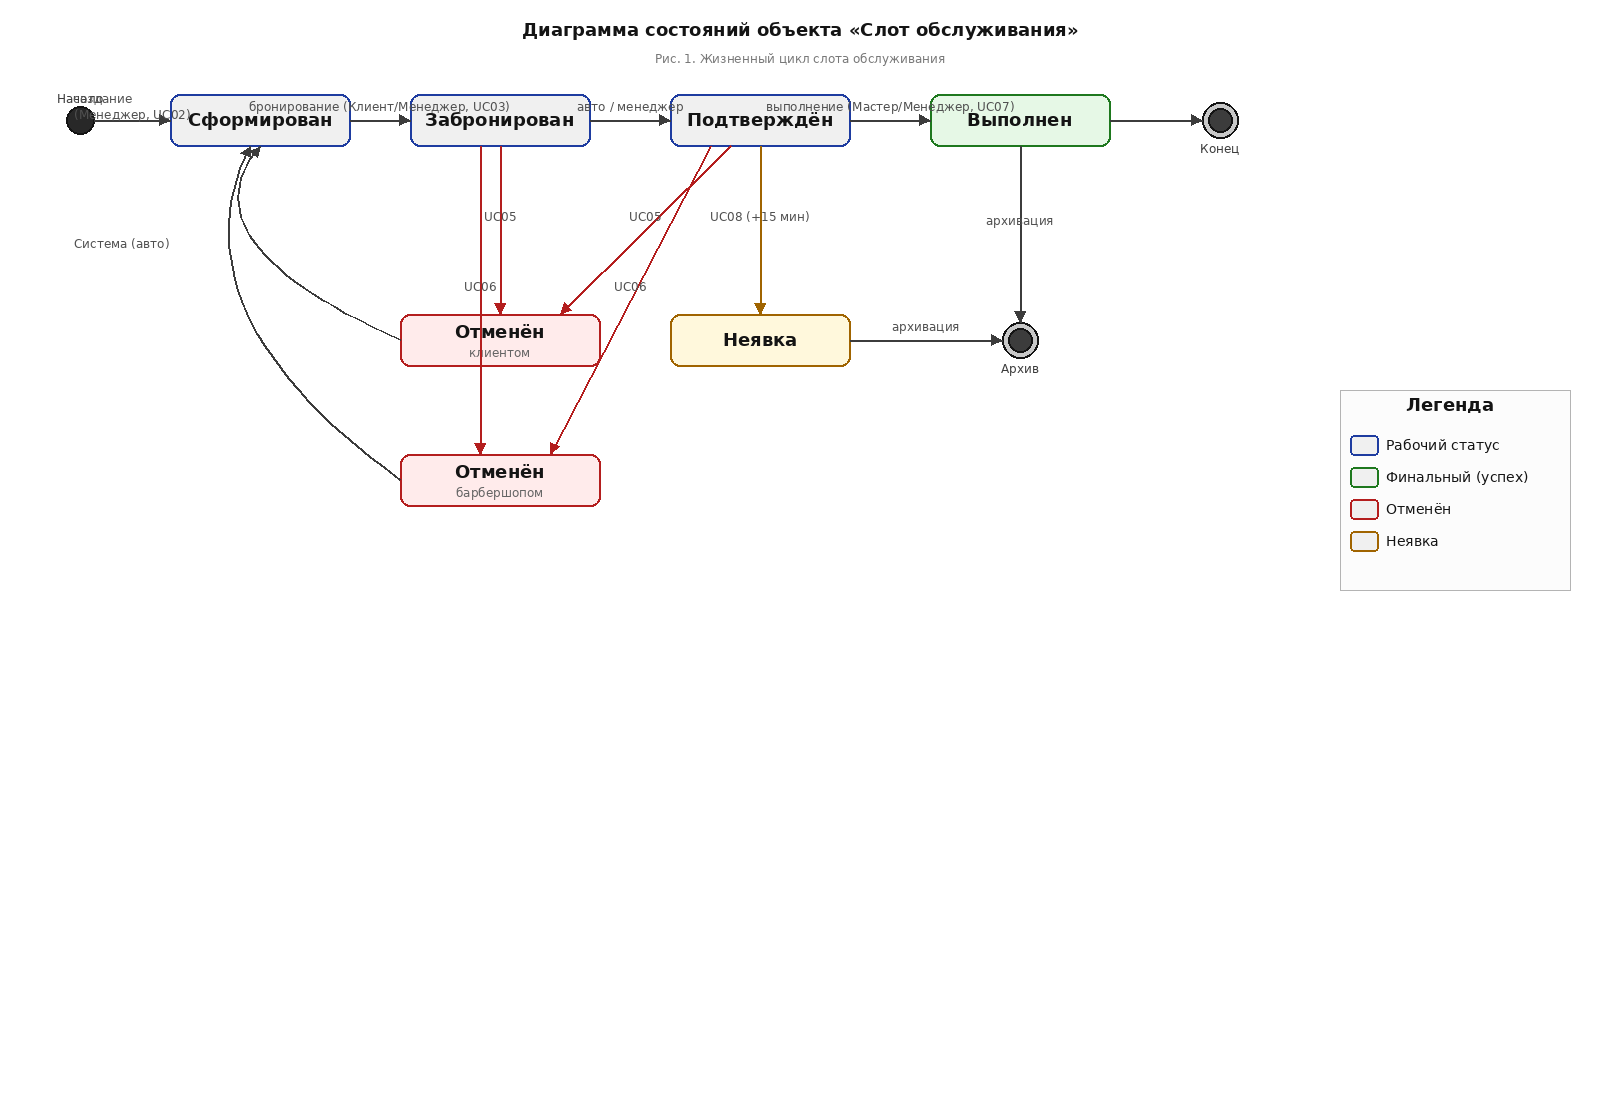 Диаграмма состояний объекта «Слот обслуживания»
Рис. 1. Жизненный цикл слота обслуживания
Начало
создание
(Менеджер, UC02)
бронирование (Клиент/Менеджер, UC03)
авто / менеджер
выполнение (Мастер/Менеджер, UC07)
Сформирован
Забронирован
Подтверждён
Выполнен
Конец
UC05
UC05
UC08 (+15 мин)
архивация
Система (авто)
UC06
UC06
Отменён
клиентом
Неявка
архивация
Архив
Отменён
барбершопом
Легенда
Рабочий статус
Финальный (успех)
Отменён
Неявка